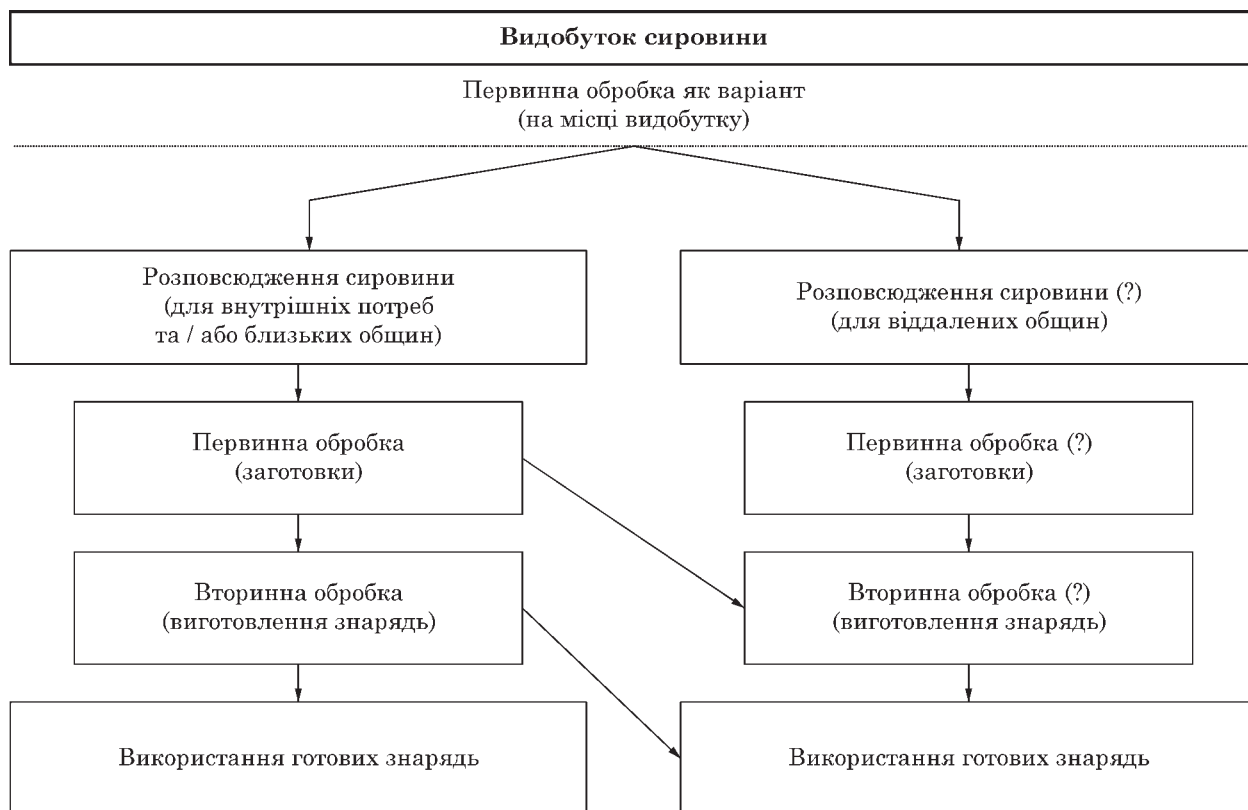 Видобуток сировини
Первинна обробка як варіант
(на місці видобутку)
Розповсюдження сировини
(для внутрішніх потреб
та / або близьких общин)
Розповсюдження сировини (?)
(для віддалених общин)
Первинна обробка
(заготовки)
Первинна обробка (?)
(заготовки)
Вторинна обробка
(виготовлення знарядь)
Вторинна обробка (?)
(виготовлення знарядь)
Використання готових знарядь
Використання готових знарядь